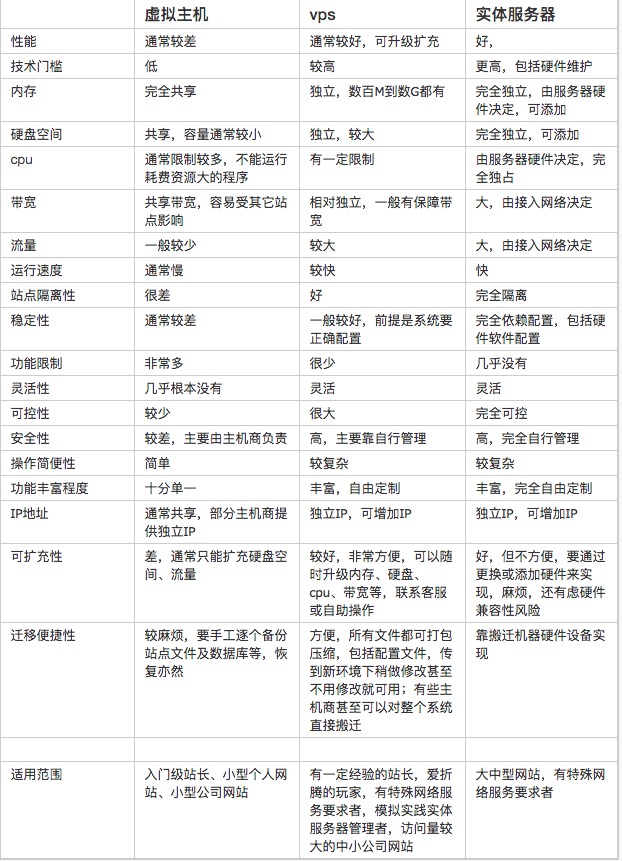 虚拟主机 vps 实体服务器
性能 通常较差 通常较好，可升级扩充 好，
技术门槛 低 较高 更高，包括硬件维护
内存 完全共享 独立，数百M到数G都有 完全独立，由服务器硬
件决定，可添加
硬盘空间 共享，容量通常较小 独立，较大 完全独立，可添加
cpu 通常限制较多，不能运行 有一定限制 由服务器硬件决定，完
耗费资源大的程序 全独占
带宽 共享带宽，容易受其它站 相对独立，一般有保障带 大，由接入网络决定
点影响 宽
流量 一般较少 较大 大，由接入网络决定
运行速度 通常慢 较快 快
站点隔离性 很差 好 完全隔离
稳定性 通常较差 一般较好，前提是系统要 完全依赖配置，包括硬
正确配置 件软件配置
功能限制 非常多 很少 几乎没有
灵活性 几乎根本没有 灵活 灵活
可控性 较少 很大 完全可控
安全性 较差，主要由主机商负责 高，主要靠自行管理 高，完全自行管理
操作简便性 简单 较复杂 较复杂
功能丰富程度 十分单一 丰富，自由定制 丰富，完全自由定制
IP地址 通常共享，部分主机商提 独立IP，可增加IP 独立IP，可增加IP
供独立IP
可扩充性 差，通常只能扩充硬盘空 较好，非常方便，可以随 好，但不方便，要通过
间、流量 时升级内存、硬盘、 更换或添加硬件来实
cpu、带宽等，联系客服 现，麻烦，还有虑硬件
或自助操作 兼容性风险
迁移便捷性 较麻烦，要手工逐个备份 方便，所有文件都可打包 靠搬迁机器硬件设备实
站点文件及数据库等，恢 压缩，包括配置文件，传 现
复亦然 到新环境下稍做修改甚至
不用修改就可用；有些主
机商甚至可以对整个系统
直接搬迁
适用范围 入门级站长、小型个人网 有一定经验的站长，爱折 大中型网站，有特殊网
站、小型公司网站 腾的玩家，有特殊网络服 络服务要求者
务要求者，模拟实践实体
服务器管理者，访问量较
大的中小公司网站